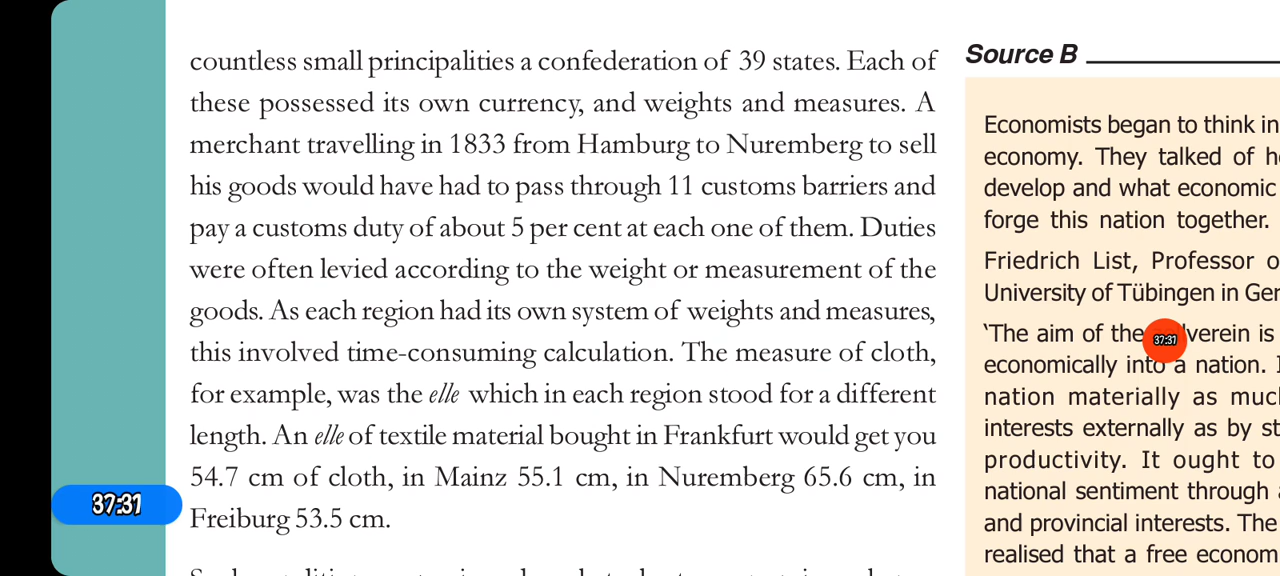 countless small principalities a confederation of 39 states. Each of
these possessed its own currency, and weights and measures. A
merchant travelling in 1833 from Hamburg to Nuremberg to sell
his goods would have had to pass through 11 customs barriers and
pay a customs duty of about 5 per cent at each one of them. Duties
were often levied according to the weight or measurement of the
goods. As each region had its own system of weights and measures,
this involved time-consuming calculation. The measure of cloth,
for example, was the elle which in each region stood for a different
length. An elle of textile material bought in Frankfurt would get you
54.7 cm of cloth, in Mainz 55.1 cm, in Nuremberg 65.6 cm, in
Freiburg 53.5 cm.
37:31
Source B
Economists began to think in
economy. They talked of h
develop and what economic
forge this nation together.
Friedrich List, Professor o
University of Tübingen in Ger
‘The aim of the verein is
37:31
economically into a nation.
nation materially as muc
interests externally as by st
productivity. It ought to
national sentiment through a
and provincial interests. The
realised that a free econom